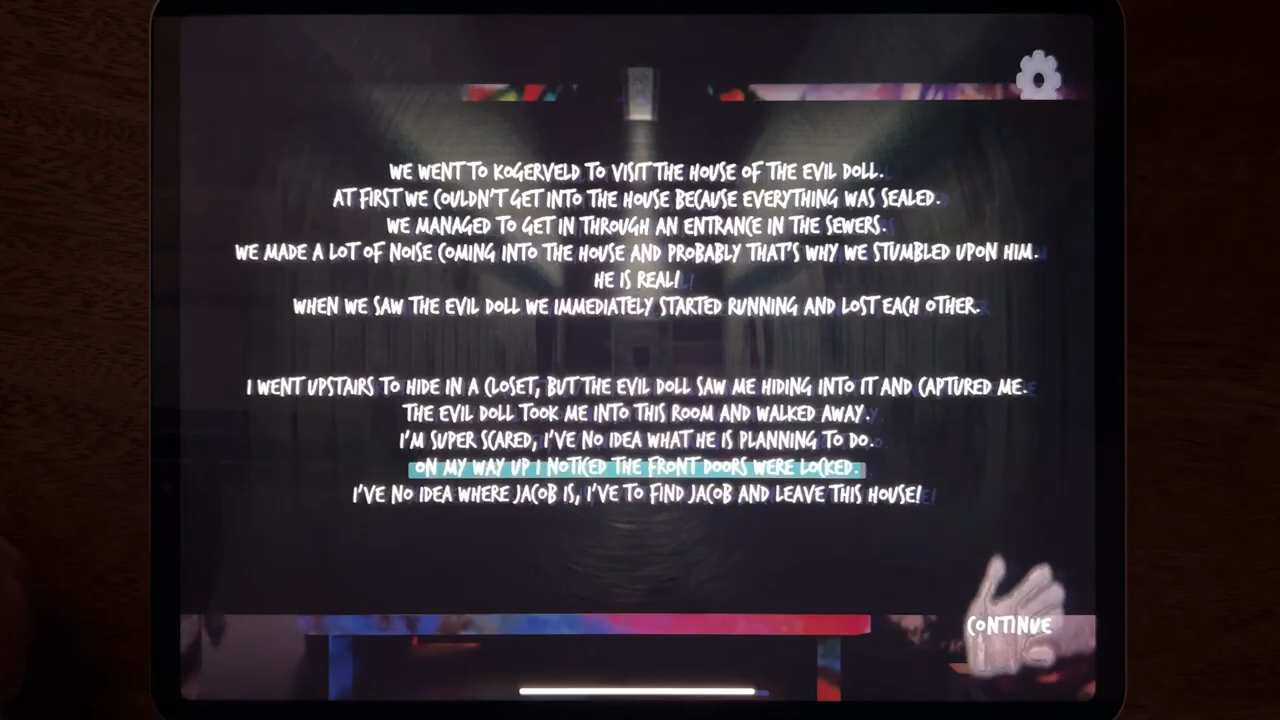 WE WENT TO KOGERVELD TO VISIT THE HOUSE OF THE EVIL DOLL.
AT FIRST WE COULDN'T GET INTO THE HOUSE BECAUSE EVERYTHING WAS SEALED.
WE MANAGED TO GET IN THROUGH AN ENTRANCE IN THE SEWERS.
WE MADE A LOT OF NOISE COMING INTO THE HOUSE AND PROBABLY THAT'S WHY WE STUMBLED UPON HIM.
HE IS REAL!
WHEN WE SAW THE EVIL DOLL WE IMMEDIATELY STARTED RUNNING AND LOST EACH OTHER.
I WENT UPSTAIRS TO HIDE IN A CLOSET, BUT THE EVIL DOLL SAW ME HIDING INTO IT AND CAPTURED ME.
THE EVIL DOLL TOOK ME INTO THIS ROOM AND WALKED AWAY.
I'M SUPER SCARED, I'VE NO IDEA WHAT HE IS PLANNING TO DO.
ON MY WAY UP I NOTICED THE FRONT DOORS WERE LOCKED.
I'VE NO IDEA WHERE JACOB IS, I'VE TO FIND JACOB AND LEAVE THIS HOUSE!
CONTINUE